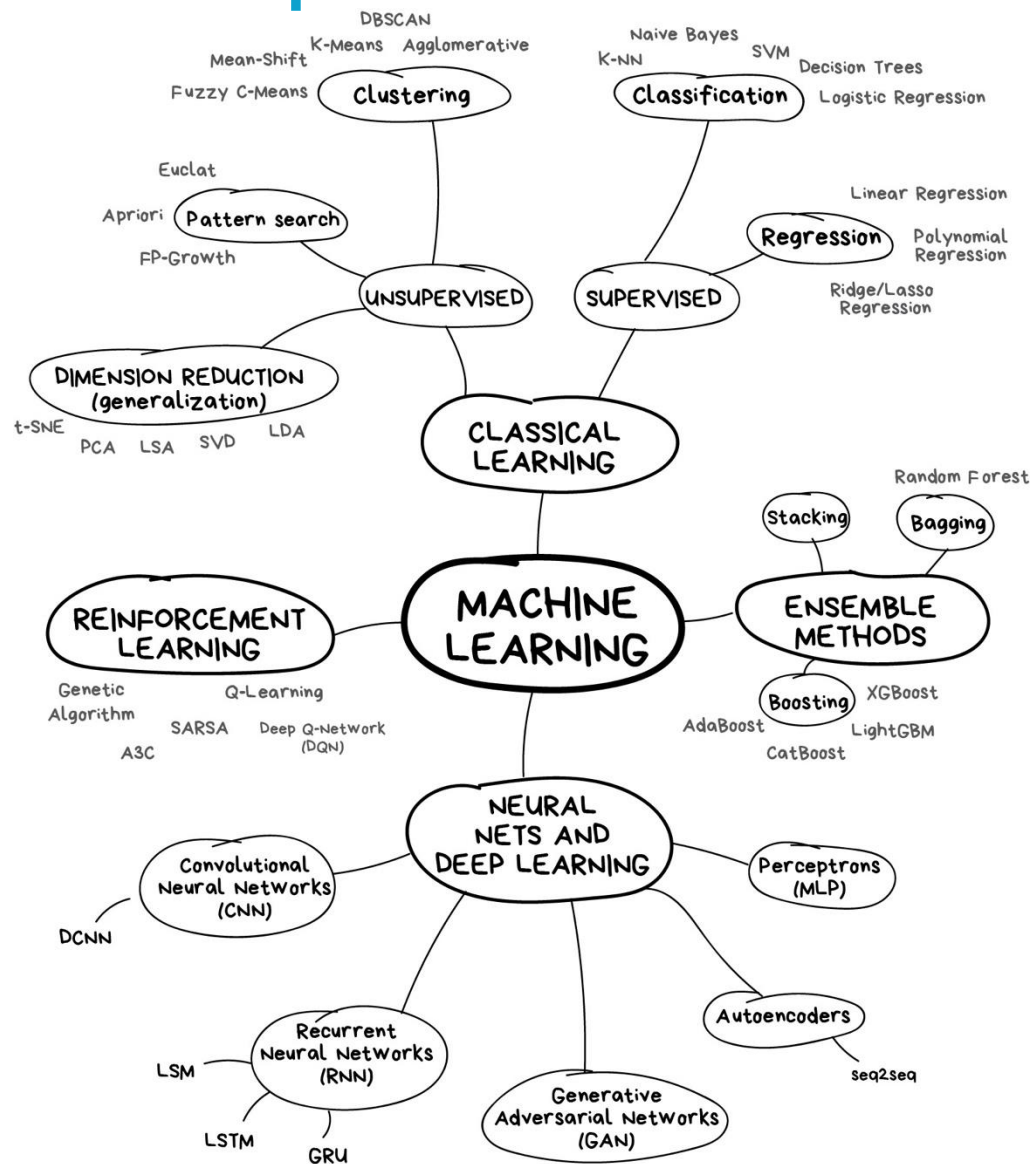 DBSCAN
K-Means
Agglomerative
Mean-Shift
Fuzzy C-Means
Clustering
Naive Bayes
K-NN
SVM
Decision Trees
Logistic Regression
Classification
Euclat
Apriori
Pattern search
FP-Growth
Linear Regression
Regression
Polynomial
Regression
Ridge/Lasso
Regression
UNSUPERVISED
SUPERVISED
DIMENSION REDUCTION
(generalization)
t-SNE
PCA
LSA
SVD
LDA
CLASSICAL
LEARNING
Random Forest
Stacking
Bagging
MACHINE
LEARNING
REINFORCEMENT
LEARNING
ENSEMBLE
METHODS
Genetic
Algorithm
Q-Learning
SARSA
Deep Q-Network
(DQN)
A3C
Boosting
XGBoost
AdaBoost
LightGBM
CatBoost
NEURAL
NETS AND
DEEP LEARNING
Convolutional
Neural Networks
(CNN)
DCNN
Perceptrons
(MLP)
Recurrent
Neural Networks
(RNN)
LSM
LSTM
GRU
Autoencoders
seq2seq
Generative
Adversarial Networks
(GAN)